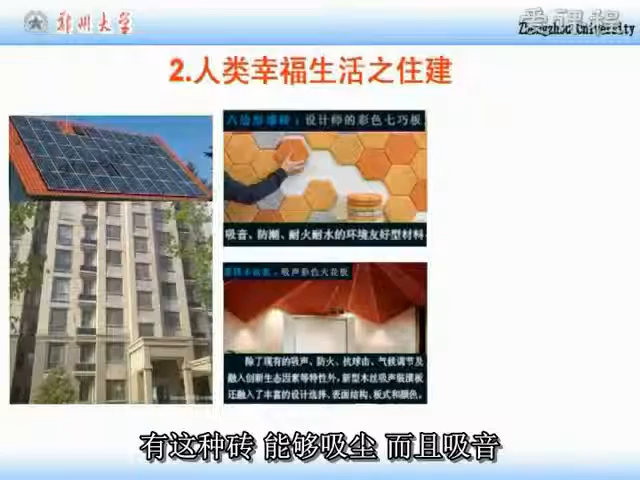 郑州大学
爱课程
Zhengzhou University
2.人类幸福生活之住建
六边形墙砖：设计师的彩色七巧板
吸音、防潮、耐火耐水的环境友好型材料
吸声彩色天花板
除了现有的吸声、防火、抗球击、气候调节及
融入创新生态因素等特性外，新型木丝吸声装潢板
还融入了丰富的设计选择、表面结构、板式和颜色。
有这种砖 能够吸尘 而且吸音